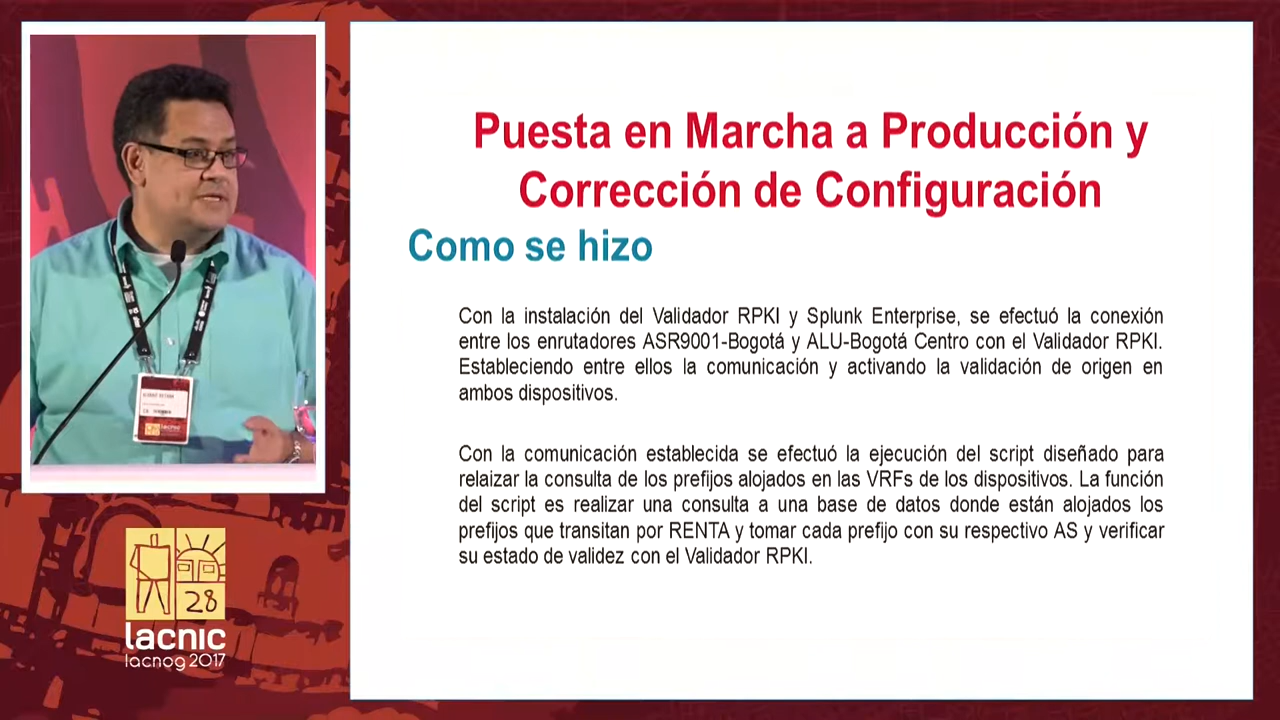 Puesta en Marcha a Producción y
Corrección de Configuración
Como se hizo
Con la instalación del Validador RPKI y Splunk Enterprise, se efectuó la conexión
entre los enrutadores ASR9001-Bogotá y ALU-Bogotá Centro con el Validador RPKI.
Estableciendo entre ellos la comunicación y activando la validación de origen en
ambos dispositivos.
Con la comunicación establecida se efectuó la ejecución del script diseñado para
relaizar la consulta de los prefijos alojados en las VRFs de los dispositivos. La función
del script es realizar una consulta a una base de datos donde están alojados los
prefijos que transitan por RENTA y tomar cada prefijo con su respectivo AS y verificar
su estado de validez con el Validador RPKI.
lacnic
28
lacnic
lacnog 2017